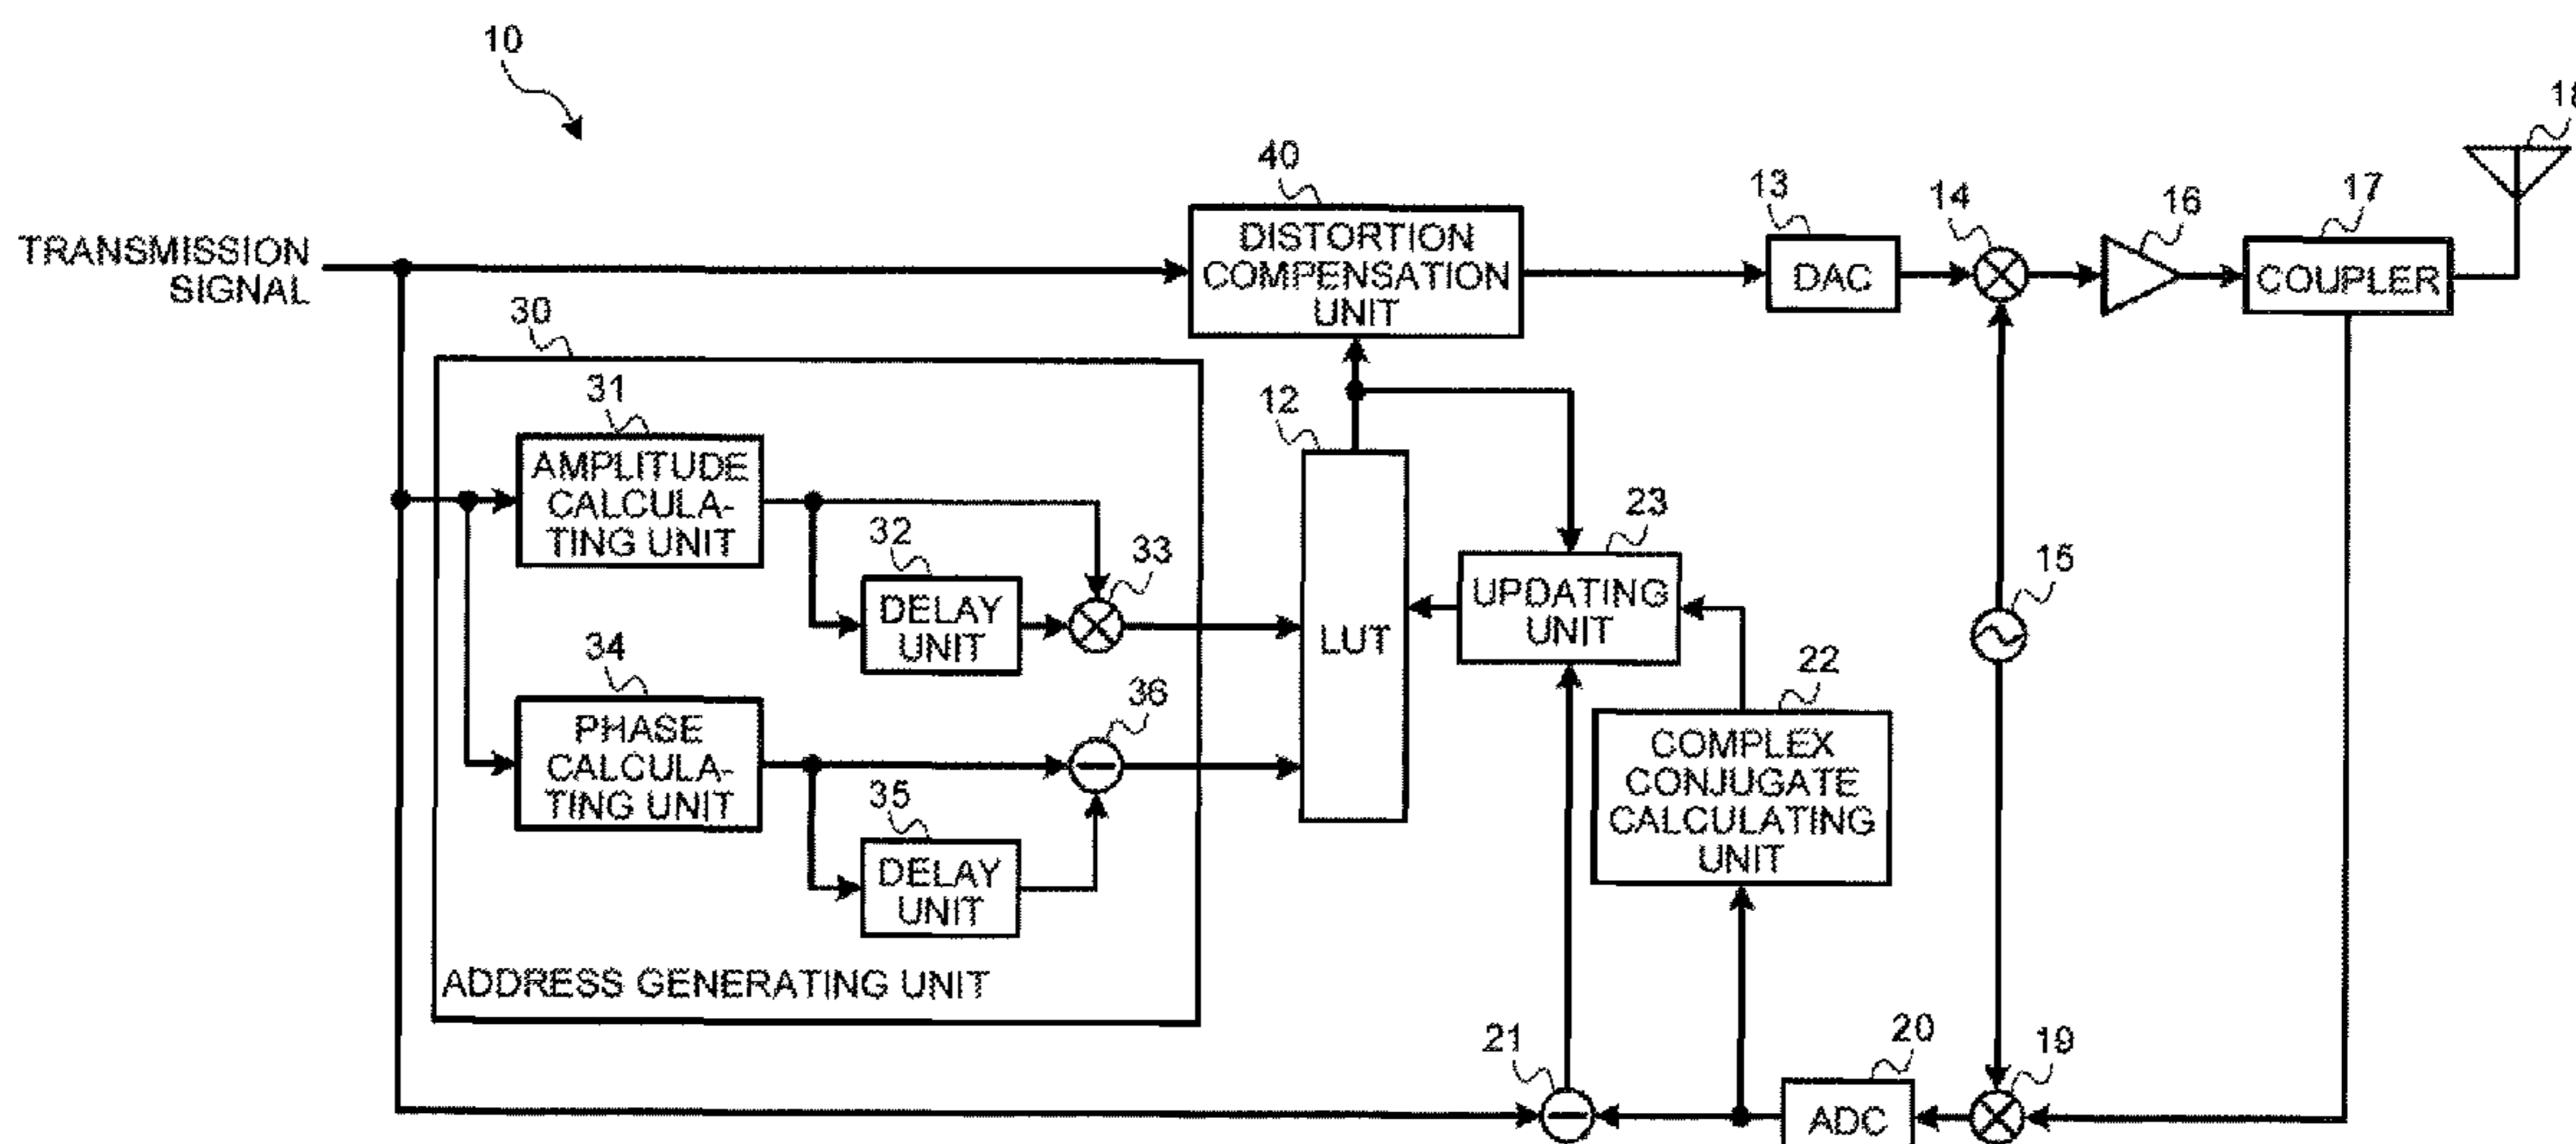 10
18
40
13
14
16
17
TRANSMISSION
SIGNAL
DISTORTION
COMPENSATION
UNIT
DAC
COUPLER
30
31
12
AMPLITUDE
CALCULA-
TING UNIT
32
33
DELAY
UNIT
23
UPDATING
UNIT
15
LUT
34
36
22
PHASE
CALCULA-
TING UNIT
35
DELAY
UNIT
COMPLEX
CONJUGATE
CALCULATING
UNIT
ADDRESS GENERATING UNIT
21
20
19
ADC